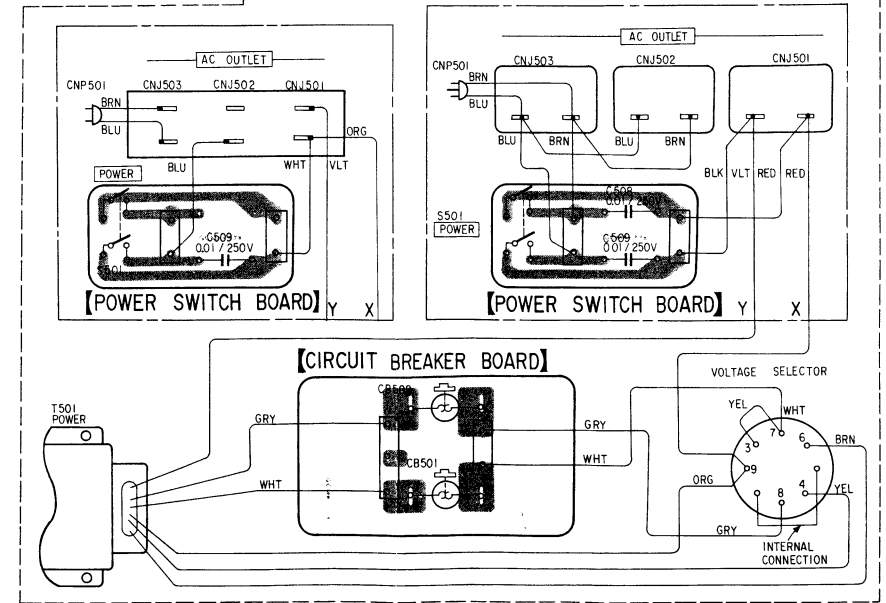 AC OUTLET
CNP501
CNJ503
CNJ502
CNJ501
BRN
BLU
ORG
BLU
WHT
VLT
POWER
C509
0.01/250V
【POWER SWITCH BOARD】
Y
X
AC OUTLET
CNP501
CNJ503
CNJ502
CNJ501
BRN
BLU
BLU
BRN
BLU
BRN
BLK
VLT
RED
RED
S501
POWER
C508
0.01/250V
C509
0.01/250V
【POWER SWITCH BOARD】
Y
X
【CIRCUIT BREAKER BOARD】
CB501
T501
POWER
GRY
WHT
GRY
WHT
VOLTAGE SELECTOR
YEL
WHT
7
6
3
9
4
8
BRN
ORG
YEL
GRY
INTERNAL
CONNECTION